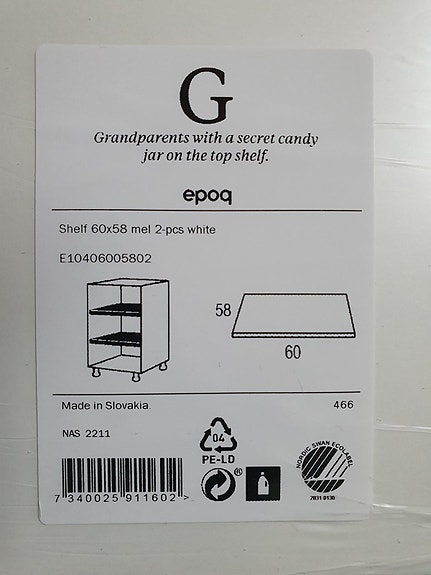 G
Grandparents with a secret candy
jar on the top shelf.
epoq
Shelf 60x58 mel 2-pcs white
E10406005802
58
60
Made in Slovakia
466
NAS 2211
04
PE-LD
®
NORDIC SWAN ECOLABEL
2031 0130
7 340025 911602 >